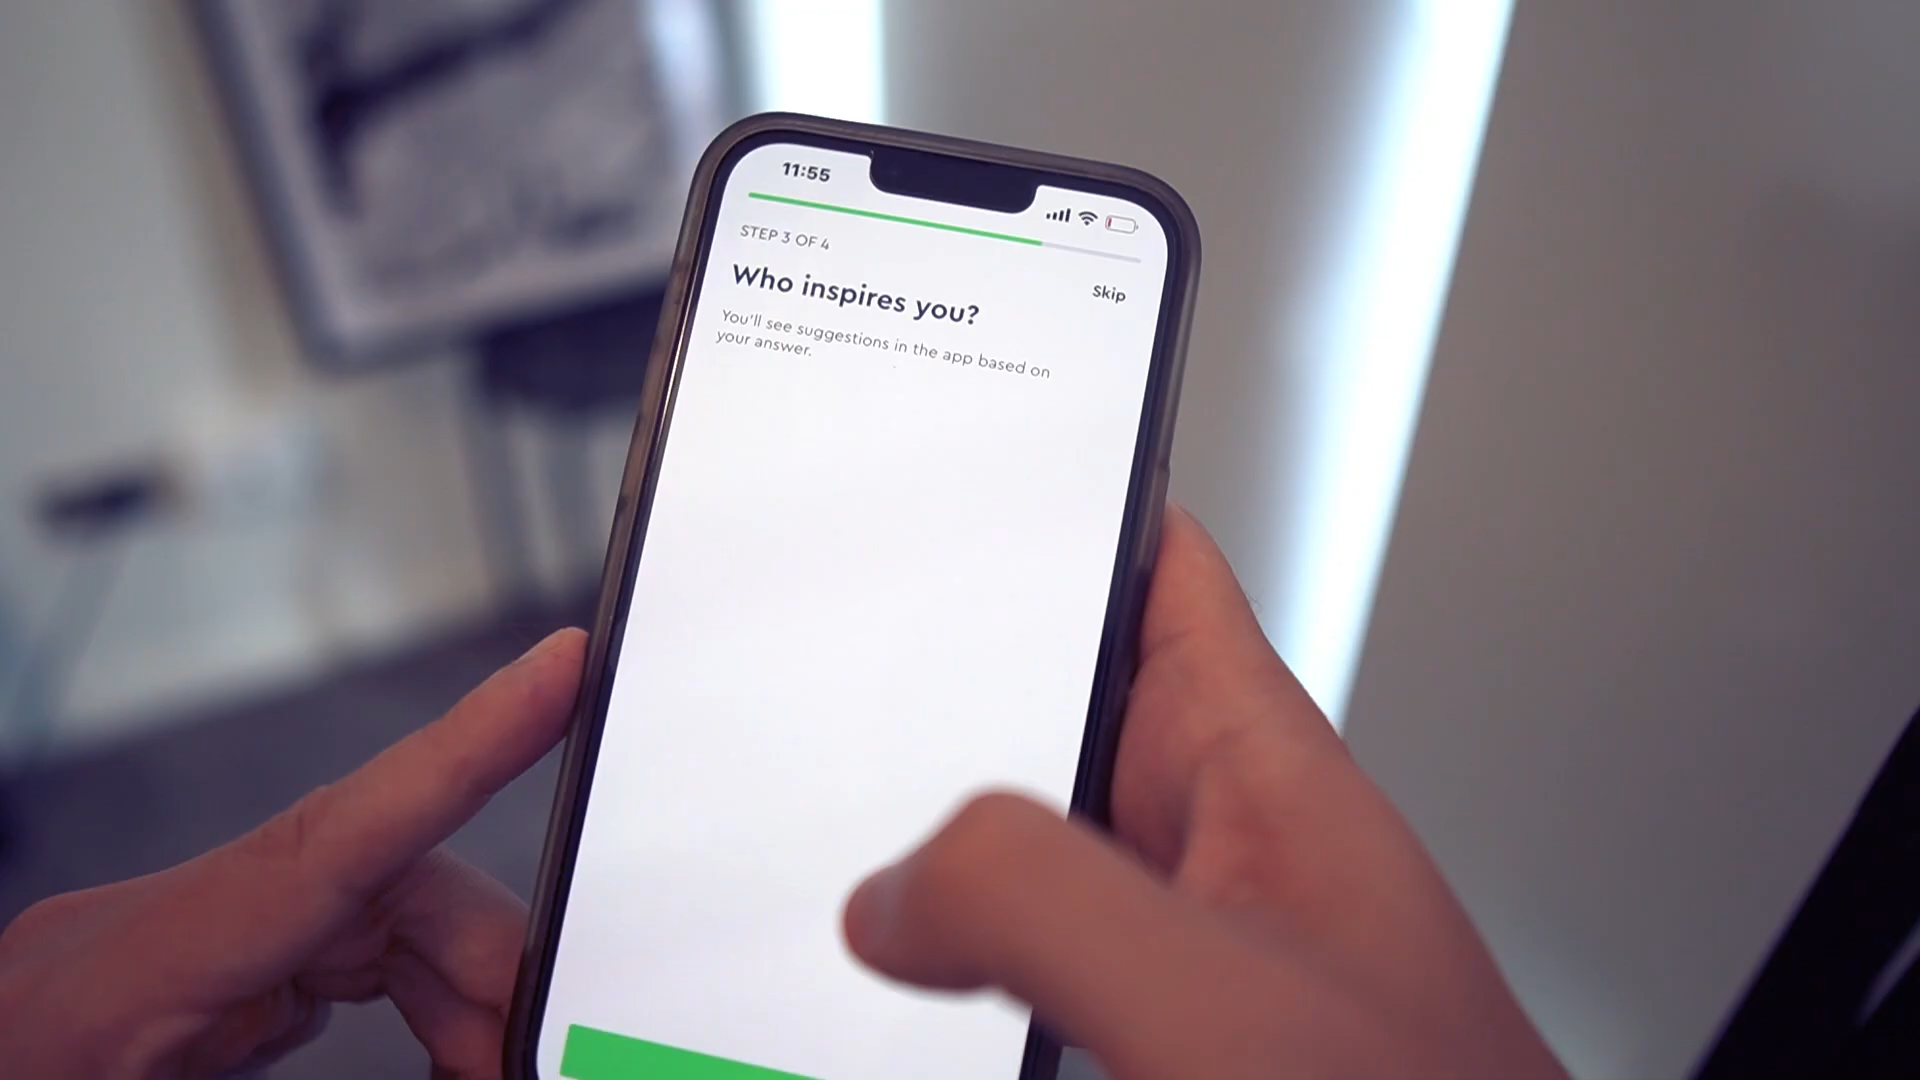 11:55
STEP 3 OF 4
Skip
Who inspires you?
You'll see suggestions in the app based on
your answer.